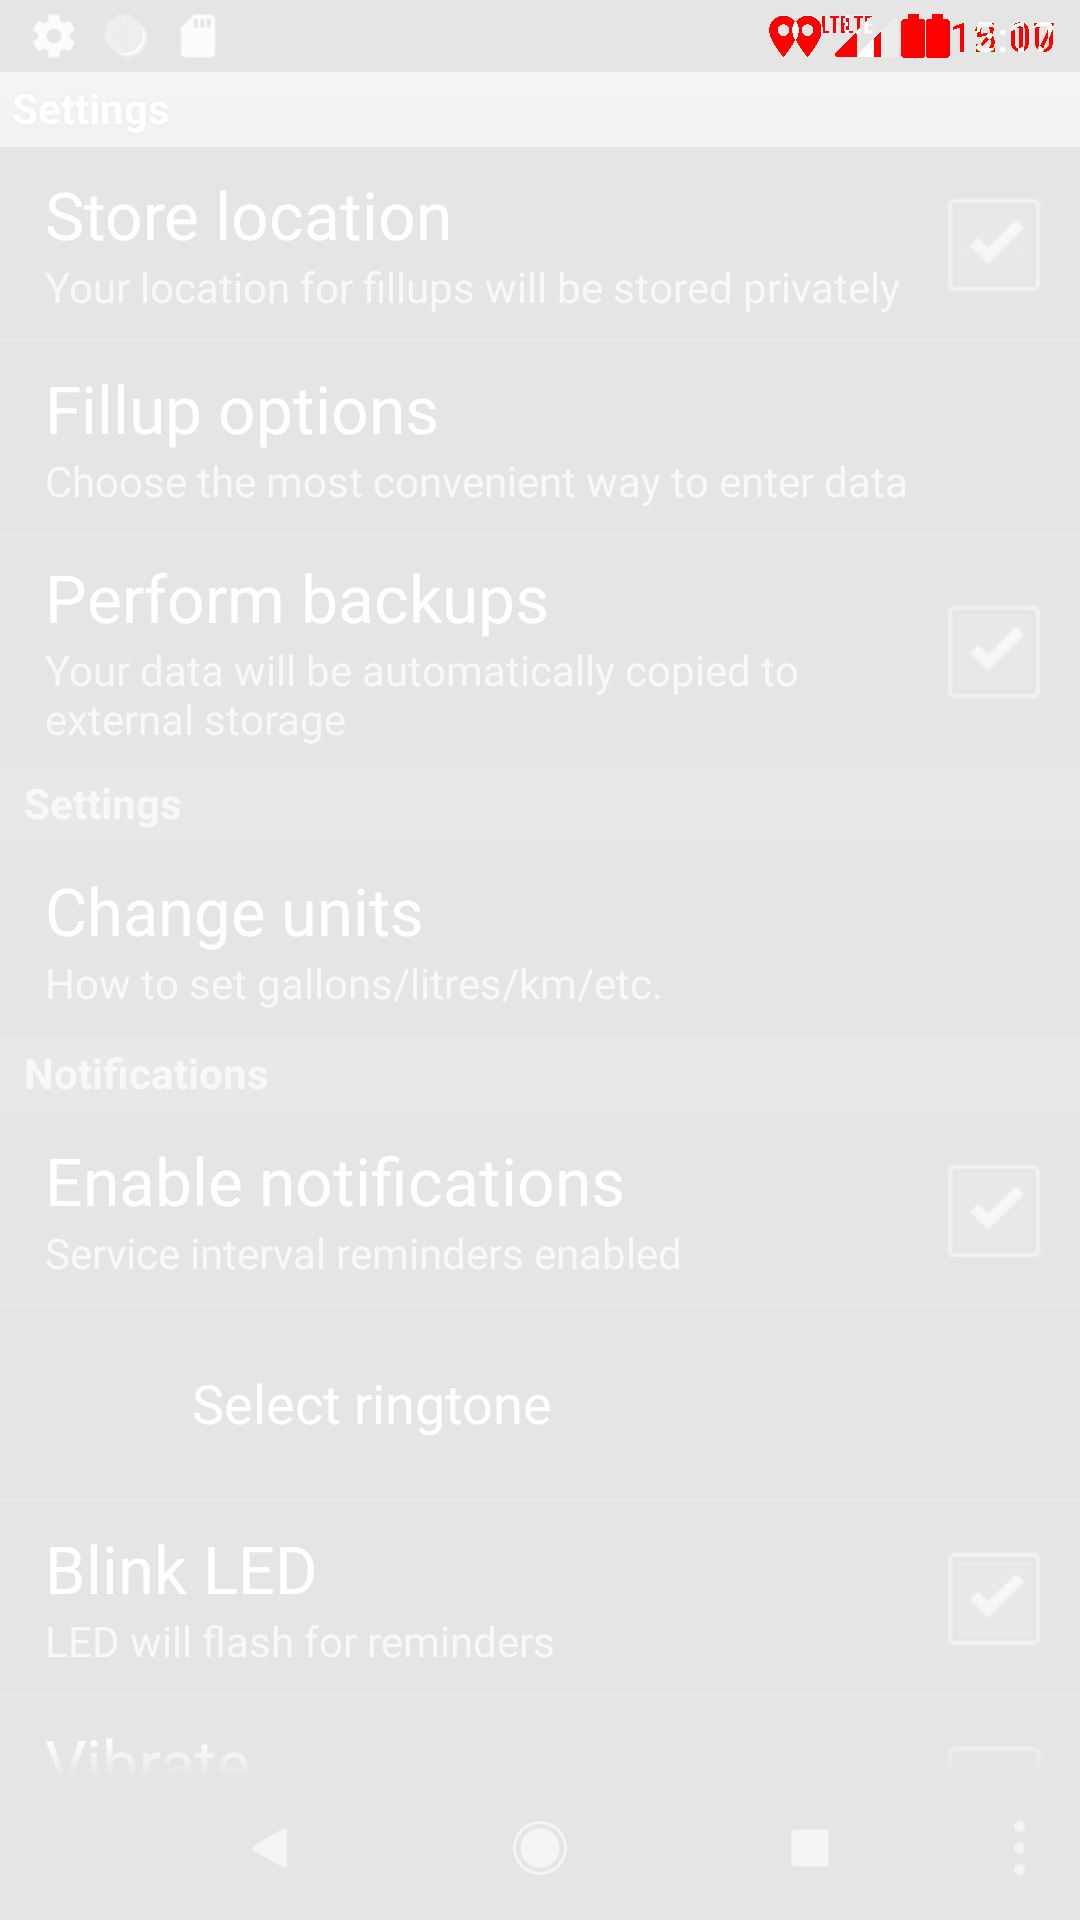 Settings
Store location
Your location for fillups will be stored privately
Fillup options
Choose the most convenient way to enter data
Perform backups
Your data will be automatically copied to
external storage
Settings
Change units
How to set gallons/litres/km/etc.
Notifications
Enable notifications
Service interval reminders enabled
Select ringtone
Blink LED
LED will flash for reminders
Vibrate